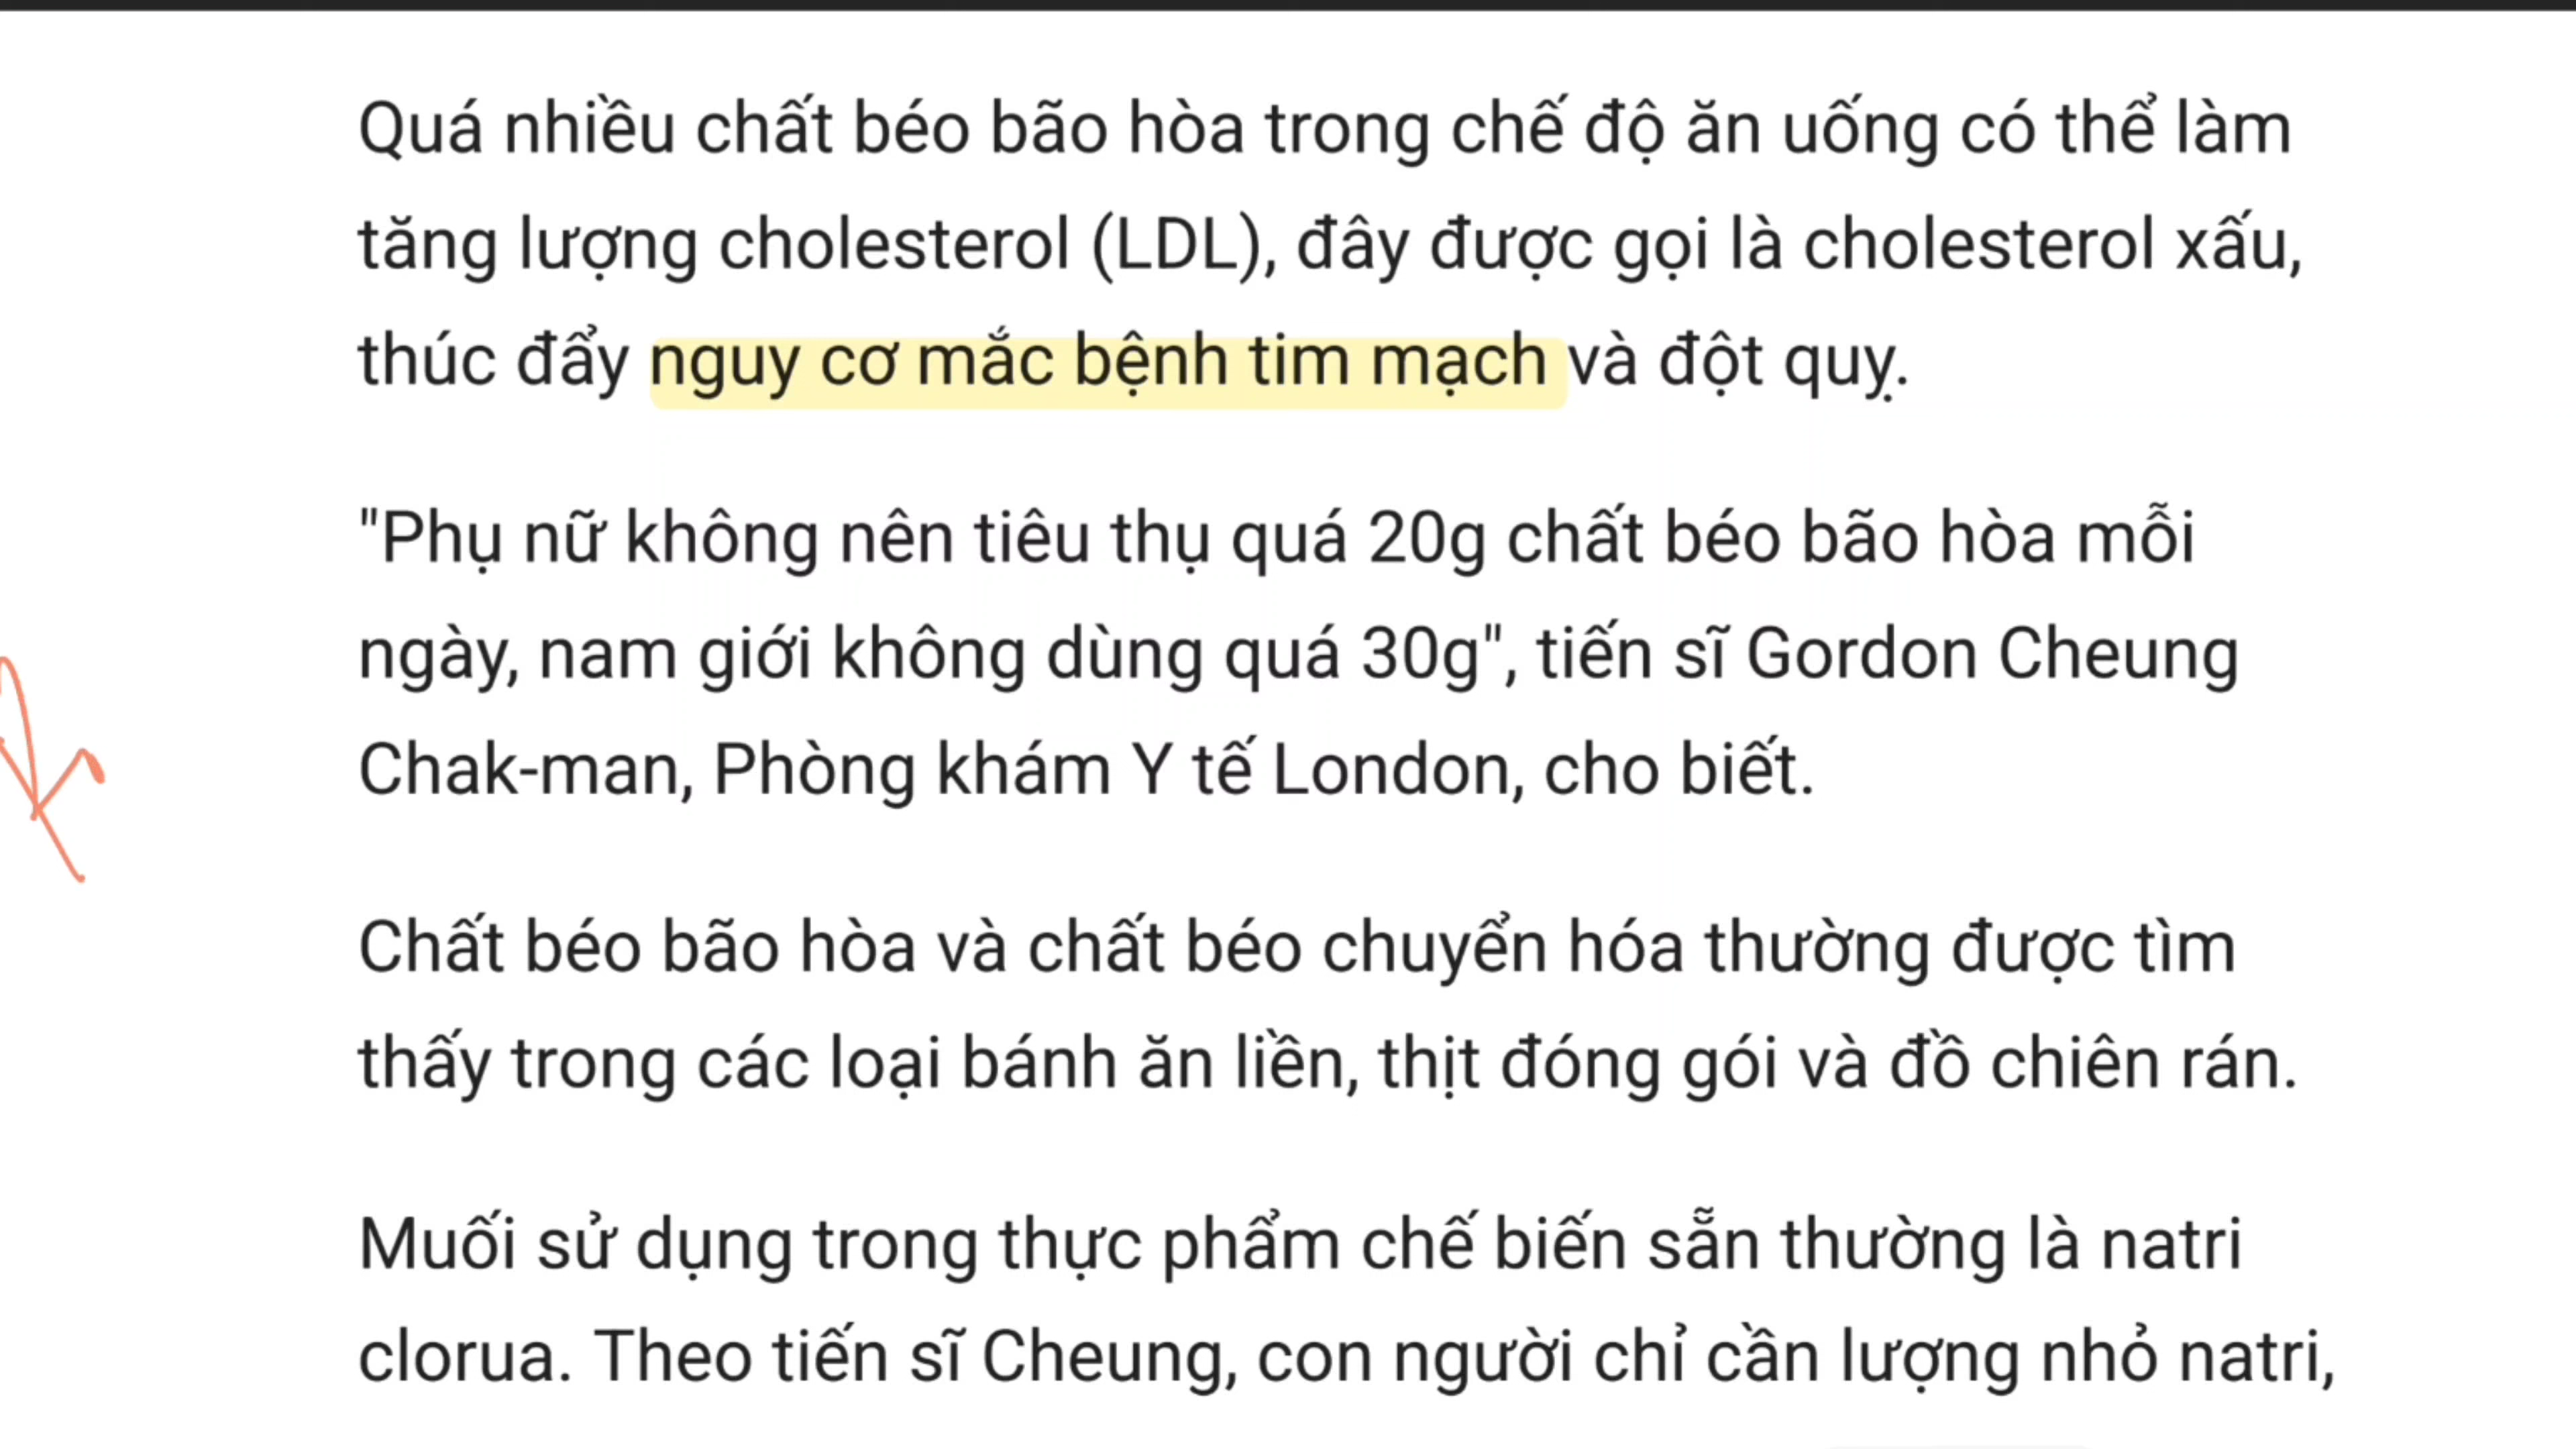 Quá nhiều chất béo bão hòa trong chế độ ăn uống có thể làm
tăng lượng cholesterol (LDL), đây được gọi là cholesterol xấu,
thúc đẩy nguy cơ mắc bệnh tim mạch và đột quỵ.
"Phụ nữ không nên tiêu thụ quá 20g chất béo bão hòa mỗi
ngày, nam giới không dùng quá 30g", tiến sĩ Gordon Cheung
Chak-man, Phòng khám Y tế London, cho biết.
Chất béo bão hòa và chất béo chuyển hóa thường được tìm
thấy trong các loại bánh ăn liền, thịt đóng gói và đồ chiên rán.
Muối sử dụng trong thực phẩm chế biến sẵn thường là natri
clorua. Theo tiến sĩ Cheung, con người chỉ cần lượng nhỏ natri,